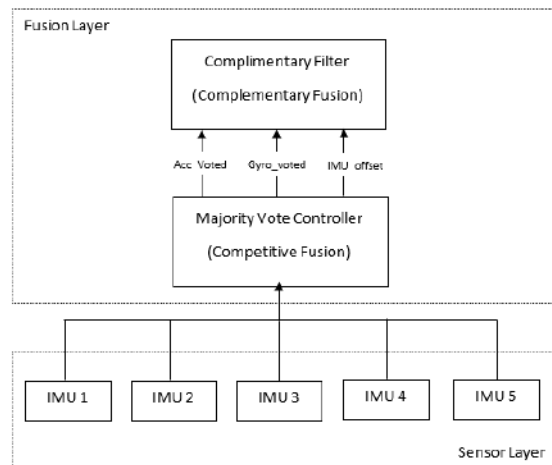 Fusion Layer
Complimentary Filter
(Complementary Fusion)
Acc_Voted Gyro_voted IMU_offset
Majority Vote Controller
(Competitive Fusion)
IMU 1 IMU 2 IMU 3 IMU 4 IMU 5
Sensor Layer